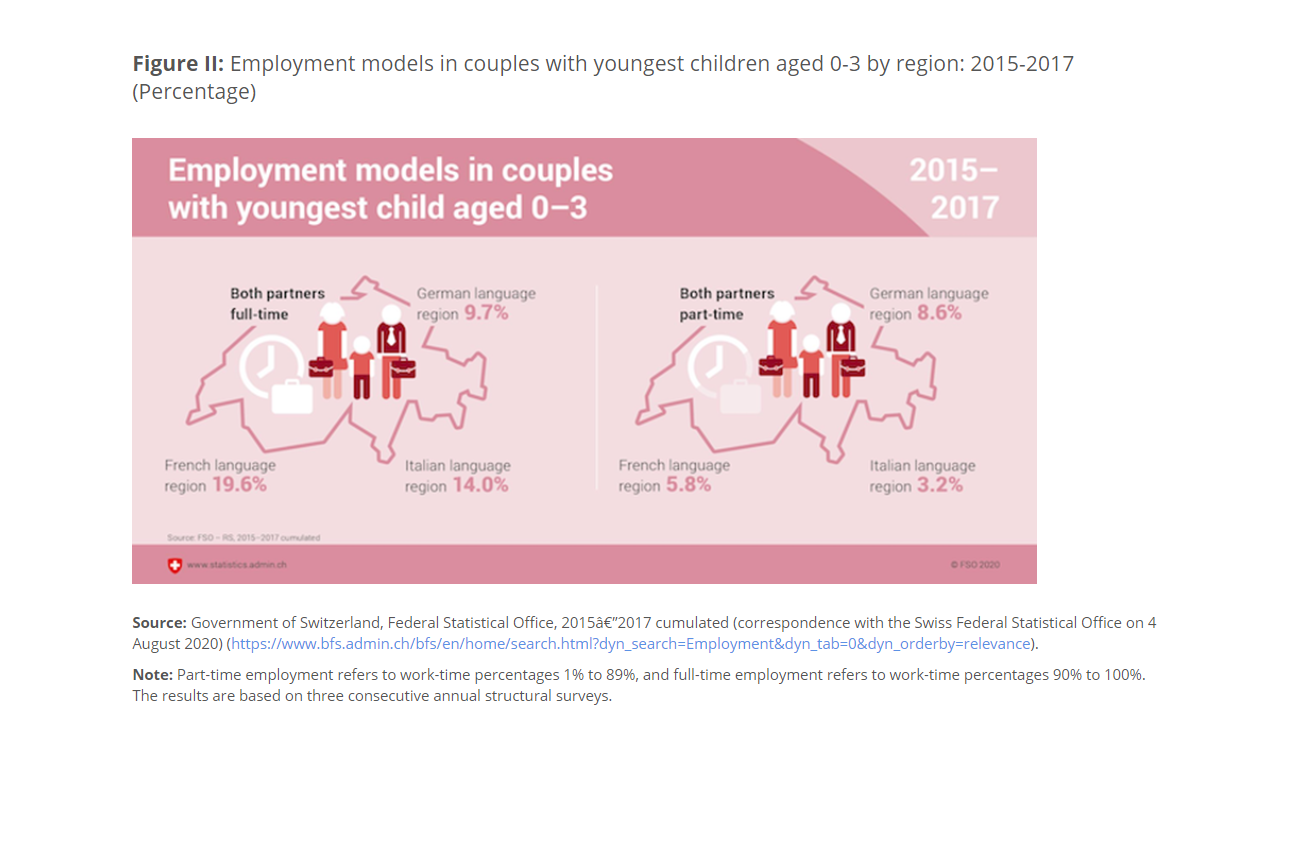 Figure II: Employment models in couples with youngest children aged 0-3 by region: 2015-2017
(Percentage)
Employment models in couples
with youngest child aged 0–3
2015–
2017
Both partners
full-time
German language
region 9.7%
French language
region 19.6%
Italian language
region 14.0%
Both partners
part-time
German language
region 8.6%
French language
region 5.8%
Italian language
region 3.2%
Source: FSO – RS, 2015–2017 cumulated
www.statistics.admin.ch
© FSO 2020
Source: Government of Switzerland, Federal Statistical Office, 2015â€”2017 cumulated (correspondence with the Swiss Federal Statistical Office on 4
August 2020) (https://www.bfs.admin.ch/bfs/en/home/search.html?dyn_search=Employment&dyn_tab=0&dyn_orderby=relevance).
Note: Part-time employment refers to work-time percentages 1% to 89%, and full-time employment refers to work-time percentages 90% to 100%.
The results are based on three consecutive annual structural surveys.